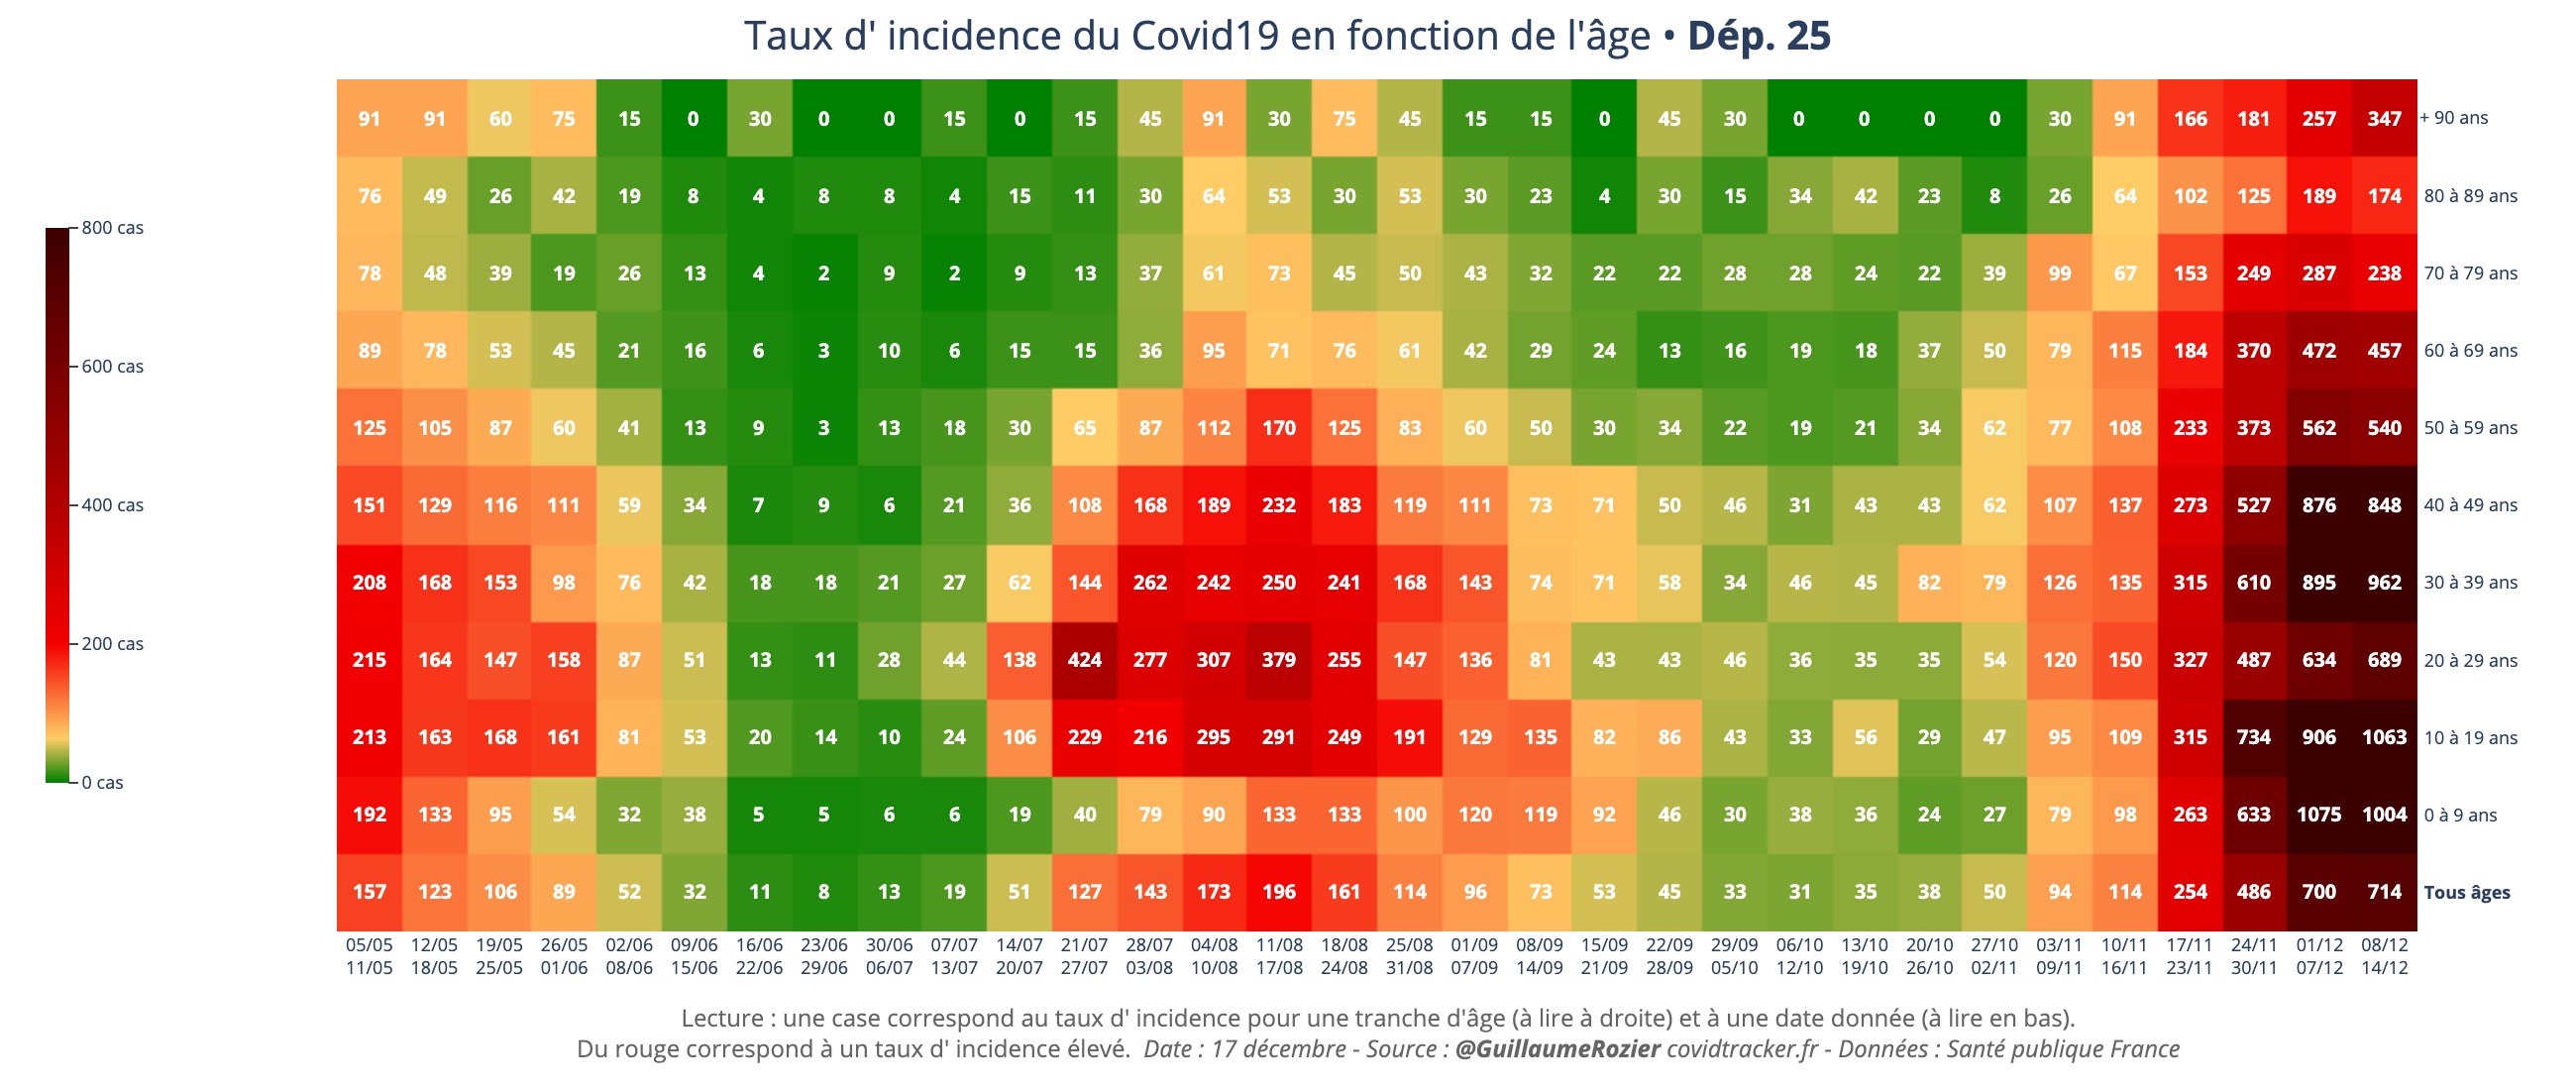 Taux d' incidence du Covid19 en fonction de l'âge • Dép. 25
800 cas
600 cas
400 cas
200 cas
0 cas
91 91 60 75 15 0 30 0 0 15 0 15 45 91 30 75 45 15 15 0 45 30 0 0 0 0 30 91 166 181 257 347 + 90 ans
76 49 26 42 19 8 4 8 8 4 15 11 30 64 53 30 53 30 23 4 30 15 34 42 23 8 26 64 102 125 189 174 80 à 89 ans
78 48 39 19 26 13 4 2 9 2 9 13 37 61 73 45 50 43 32 22 22 28 28 24 22 39 99 67 153 249 287 238 70 à 79 ans
89 78 53 45 21 16 6 3 10 6 15 15 36 95 71 76 61 42 29 24 13 16 19 18 37 50 79 115 184 370 472 457 60 à 69 ans
125 105 87 60 41 13 9 3 13 18 30 65 87 112 170 125 83 60 50 30 34 22 19 21 34 62 77 108 233 373 562 540 50 à 59 ans
151 129 116 111 59 34 7 9 6 21 36 108 168 189 232 183 119 111 73 71 50 46 31 43 43 62 107 137 273 527 876 848 40 à 49 ans
208 168 153 98 76 42 18 18 21 27 62 144 262 242 250 241 168 143 74 71 58 34 46 45 82 79 126 135 315 610 895 962 30 à 39 ans
215 164 147 158 87 51 13 11 28 44 138 424 277 307 379 255 147 136 81 43 43 46 36 35 35 54 120 150 327 487 634 689 20 à 29 ans
213 163 168 161 81 53 20 14 10 24 106 229 216 295 291 249 191 129 135 82 86 43 33 56 29 47 95 109 315 734 906 1063 10 à 19 ans
192 133 95 54 32 38 5 5 6 6 19 40 79 90 133 133 100 120 119 92 46 30 38 36 24 27 79 98 263 633 1075 1004 0 à 9 ans
157 123 106 89 52 32 11 8 13 19 51 127 143 173 196 161 114 96 73 53 45 33 31 35 38 50 94 114 254 486 700 714 Tous âges
05/05 12/05 19/05 26/05 02/06 09/06 16/06 23/06 30/06 07/07 14/07 21/07 28/07 04/08 11/08 18/08 25/08 01/09 08/09 15/09 22/09 29/09 06/10 13/10 20/10 27/10 03/11 10/11 17/11 24/11 01/12 08/12
11/05 18/05 25/05 01/06 08/06 15/06 22/06 29/06 06/07 13/07 20/07 27/07 03/08 10/08 17/08 24/08 31/08 07/09 14/09 21/09 28/09 05/10 12/10 19/10 26/10 02/11 09/11 16/11 23/11 30/11 07/12 14/12
Lecture : une case correspond au taux d' incidence pour une tranche d'âge (à lire à droite) et à une date donnée (à lire en bas).
Du rouge correspond à un taux d' incidence élevé. Date : 17 décembre - Source : @GuillaumeRozier covidtracker.fr - Données : Santé publique France